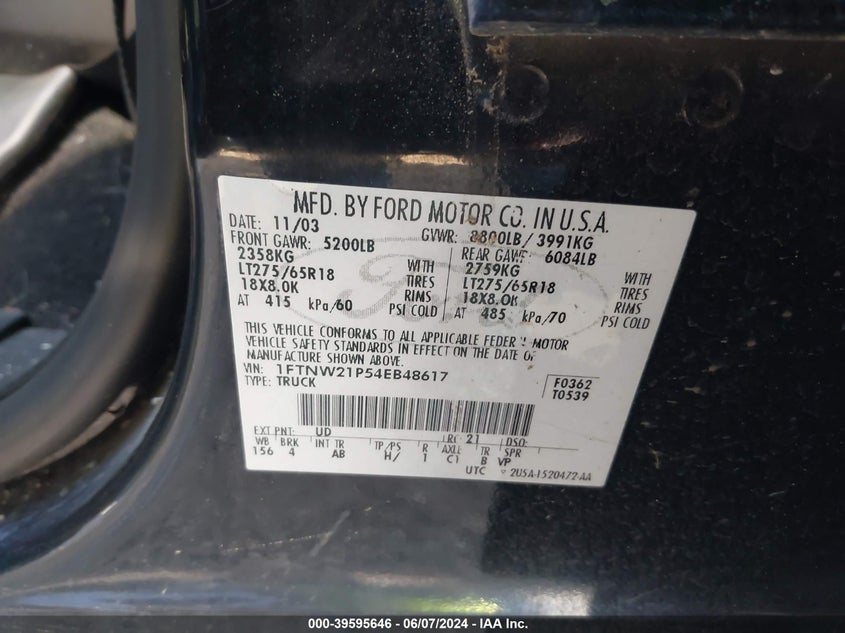 MFD. BY FORD MOTOR CO. IN U.S.A.
DATE: 11/03 GVWR: 8800LB / 3991KG
FRONT GAWR: 5200LB REAR GAWR: 6084LB
2358KG WITH 2759KG WITH
LT275/65R18 TIRES LT275/65R18 TIRES
18X8.0K RIMS 18X8.0K RIMS
AT 415 kPa/60 PSI COLD AT 485 kPa/70 PSI COLD
Ford
THIS VEHICLE CONFORMS TO ALL APPLICABLE FEDER MOTOR
VEHICLE SAFETY STANDARDS IN EFFECT ON THE DATE OF
MANUFACTURE SHOWN ABOVE.
VIN: 1FTNW21P54EB48617 F0362
TYPE: TRUCK T0539
EXT PNT: UD RC: 21 DSO:
WB BRK INT TR TP/PS R AXLE TR SPR
156 4 AB H/ 1 C1 B VP
UTC 2U5A-1520472-AA
000-39595646 - 06/07/2024 - IAA Inc.